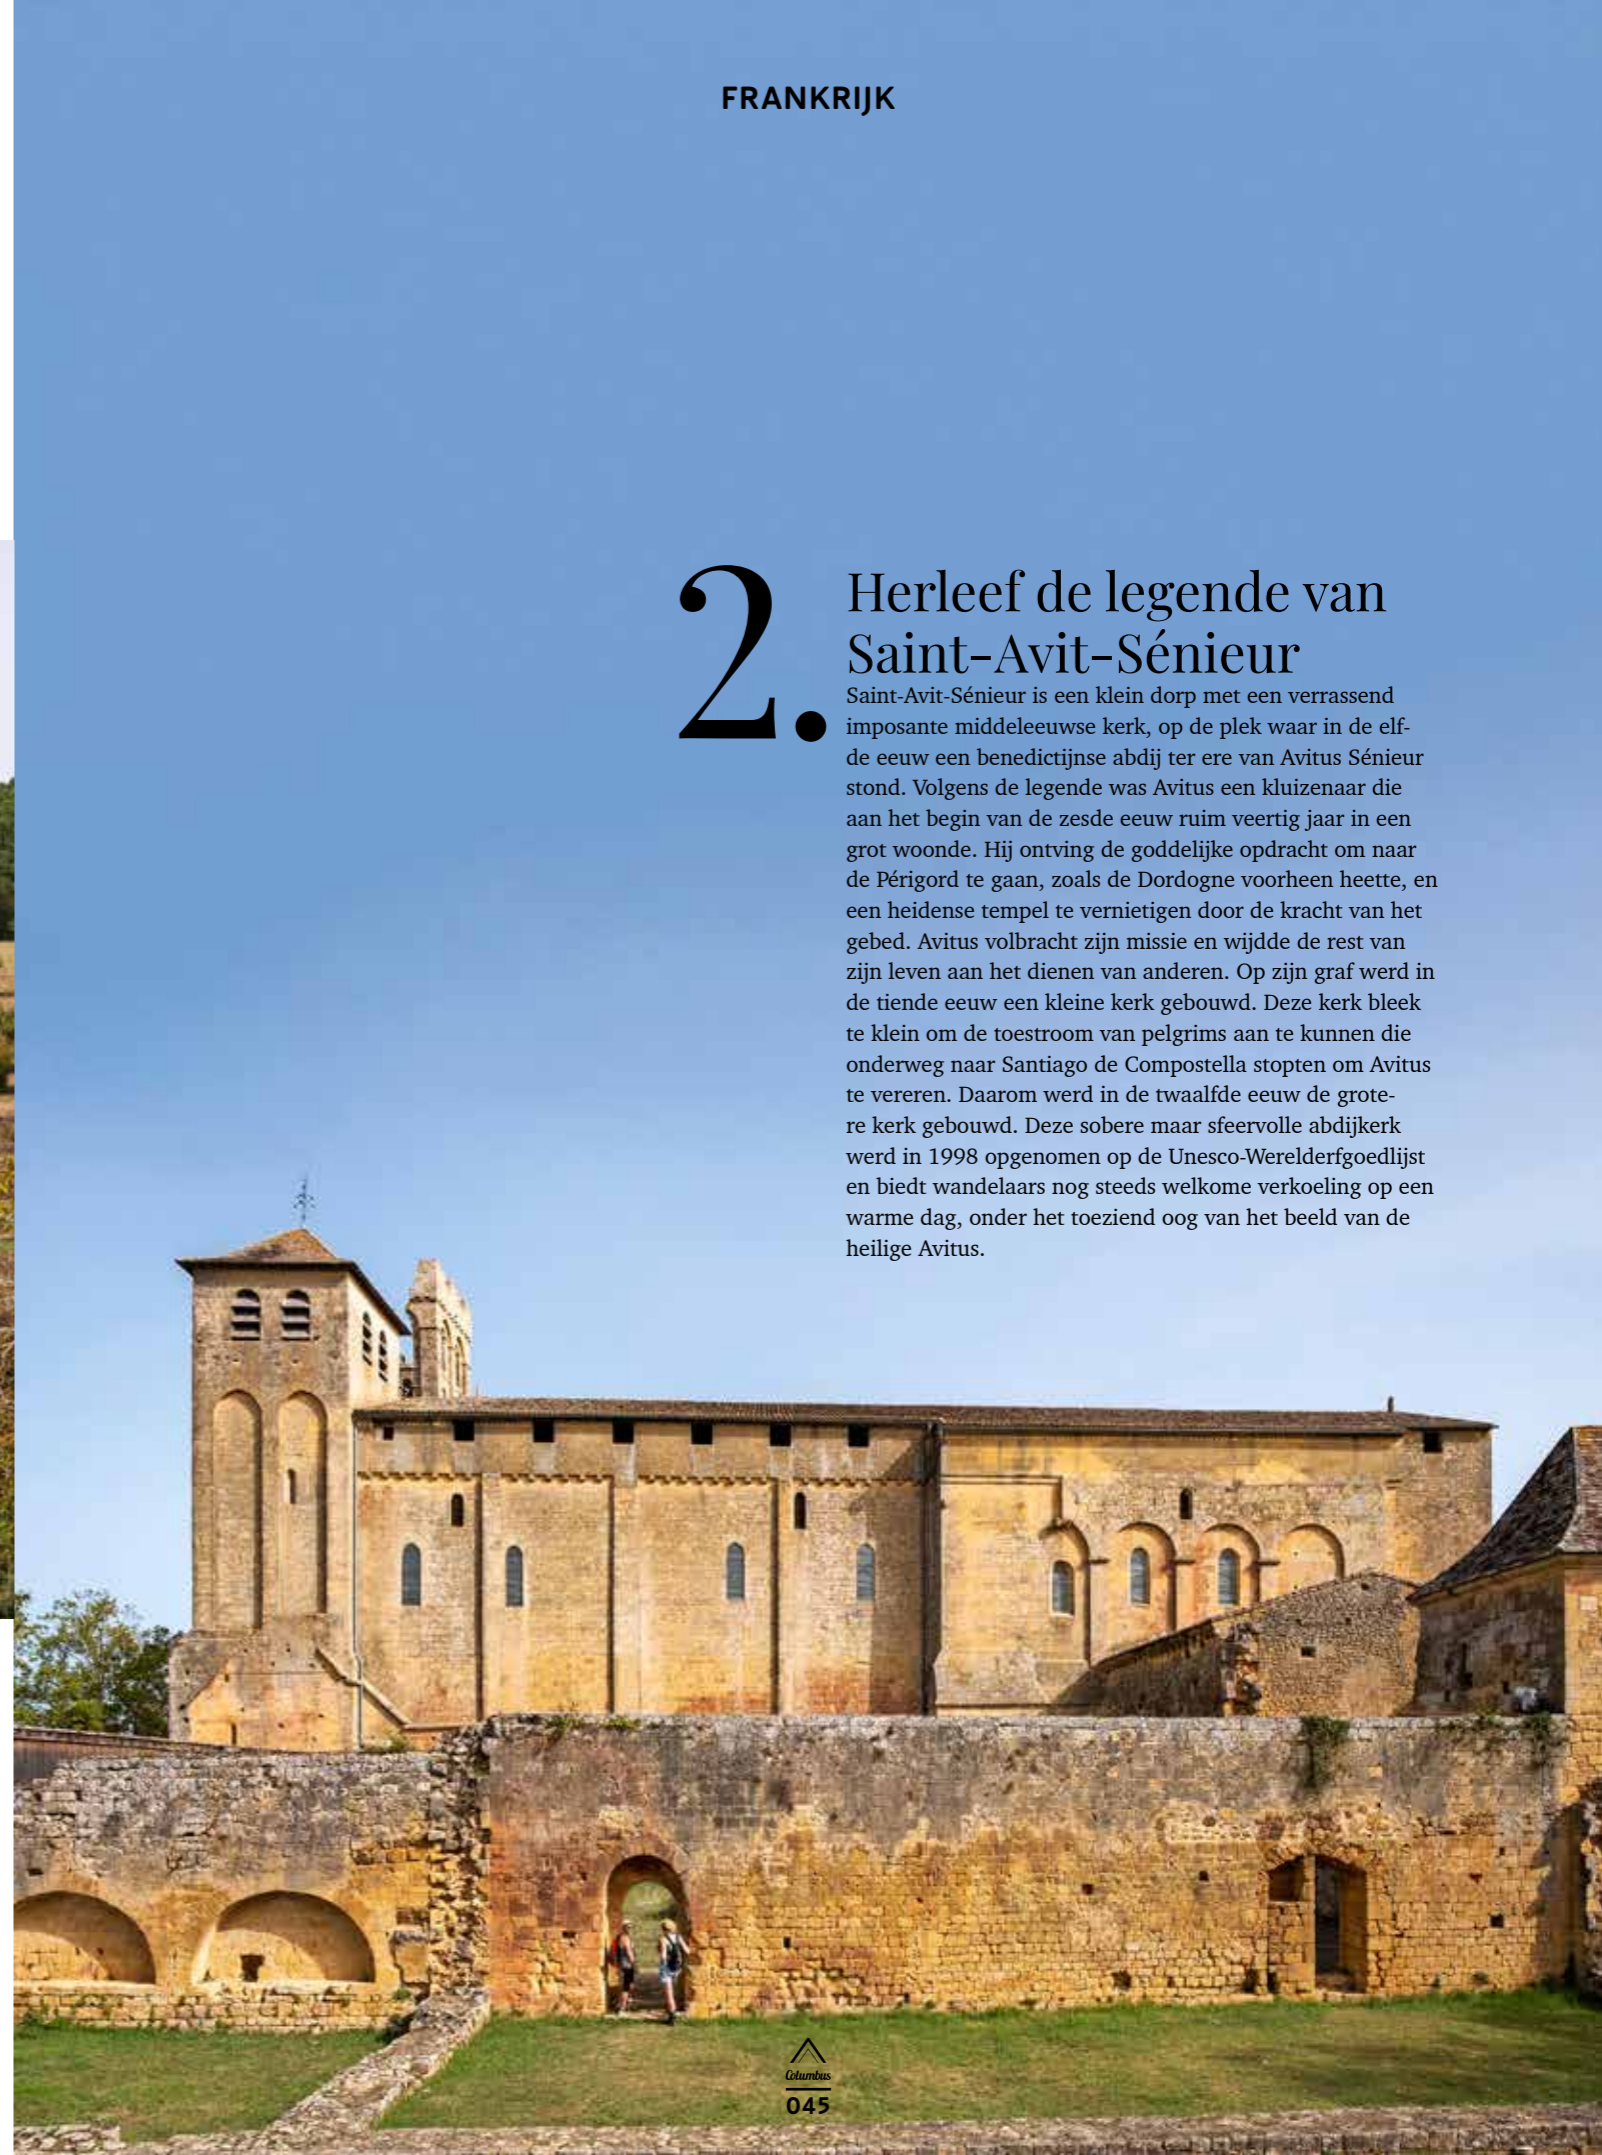 FRANKRIJK
2.
Herleef de legende van
Saint-Avit-Sénieur
Saint-Avit-Sénieur is een klein dorp met een verrassend
imposante middeleeuwse kerk, op de plek waar in de elf-
de eeuw een benedictijnse abdij ter ere van Avitus Sénieur
stond. Volgens de legende was Avitus een kluizenaar die
aan het begin van de zesde eeuw ruim veertig jaar in een
grot woonde. Hij ontving de goddelijke opdracht om naar
de Périgord te gaan, zoals de Dordogne voorheen heette, en
een heidense tempel te vernietigen door de kracht van het
gebed. Avitus volbracht zijn missie en wijdde de rest van
zijn leven aan het dienen van anderen. Op zijn graf werd in
de tiende eeuw een kleine kerk gebouwd. Deze kerk bleek
te klein om de toestroom van pelgrims aan te kunnen die
onderweg naar Santiago de Compostella stopten om Avitus
te vereren. Daarom werd in de twaalfde eeuw de grote-
re kerk gebouwd. Deze sobere maar sfeervolle abdijkerk
werd in 1998 opgenomen op de Unesco-Werelderfgoedlijst
en biedt wandelaars nog steeds welkome verkoeling op een
warme dag, onder het toeziend oog van het beeld van de
heilige Avitus.
Columbus
045